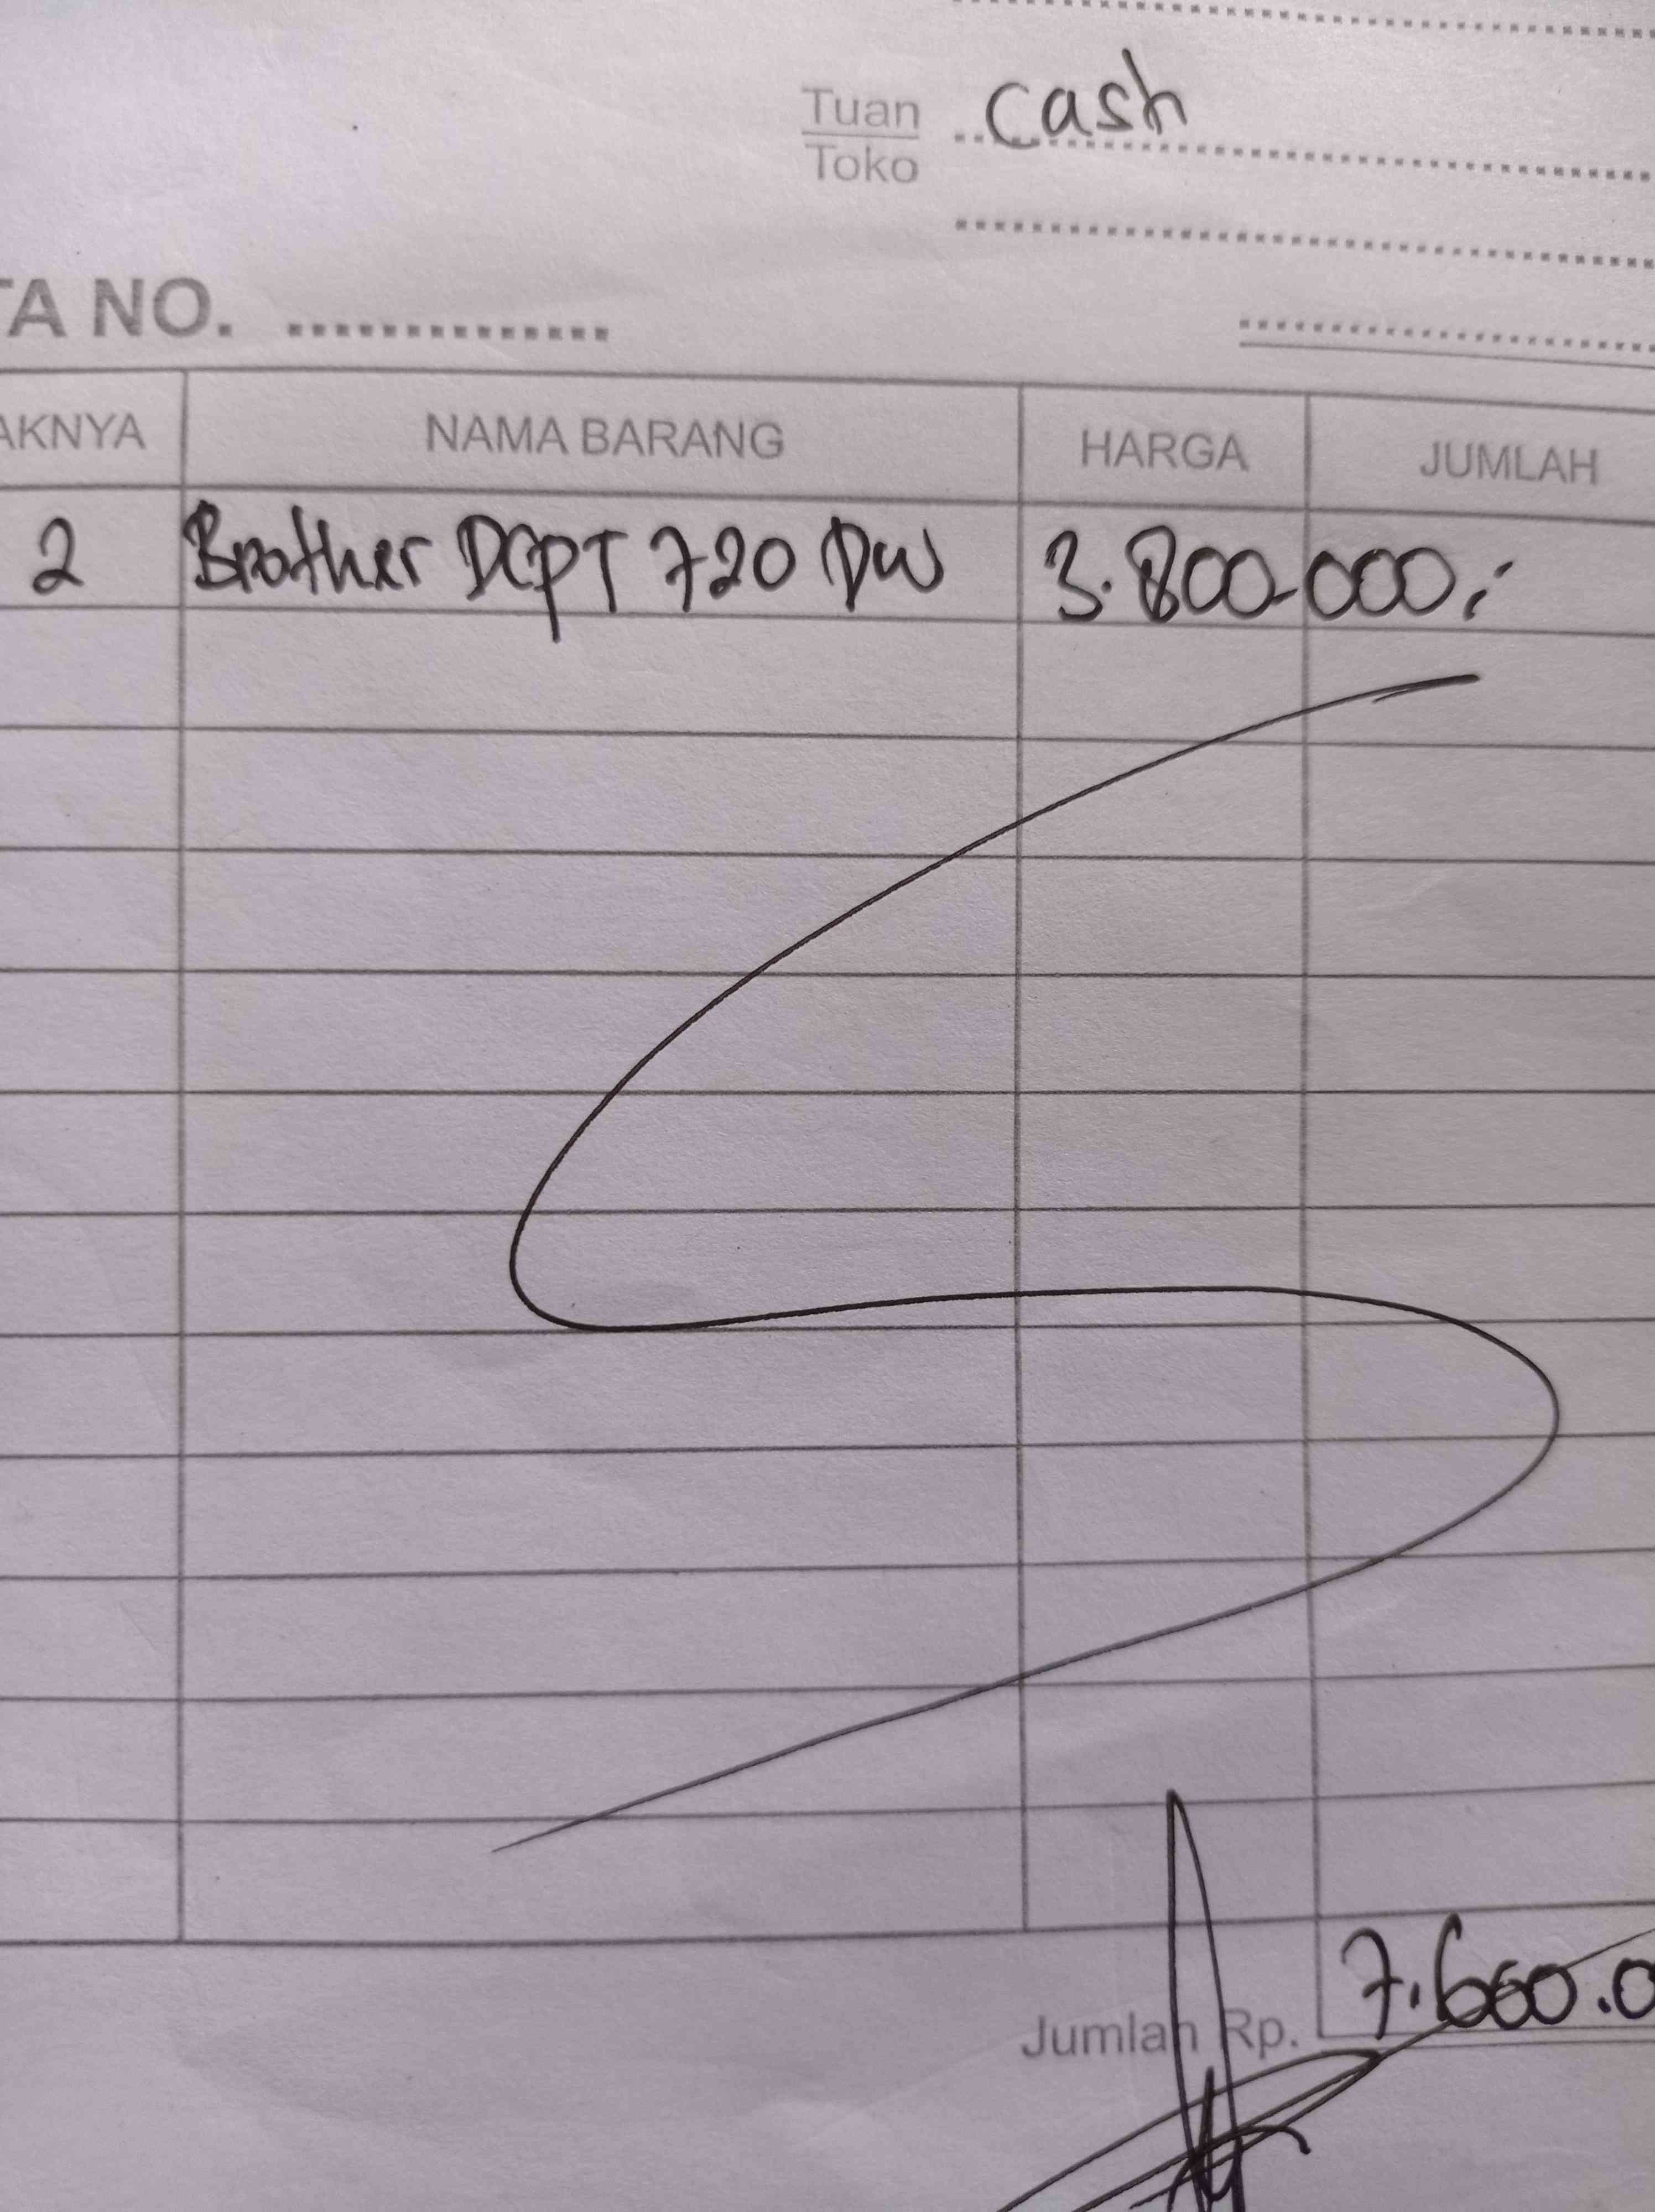 Tuan cash
Toko
TA NO.
AKNYA NAMA BARANG HARGA JUMLAH
2 Brother DCPT 720 DW 3.800.000,-
Jumlah Rp. 7.600.0